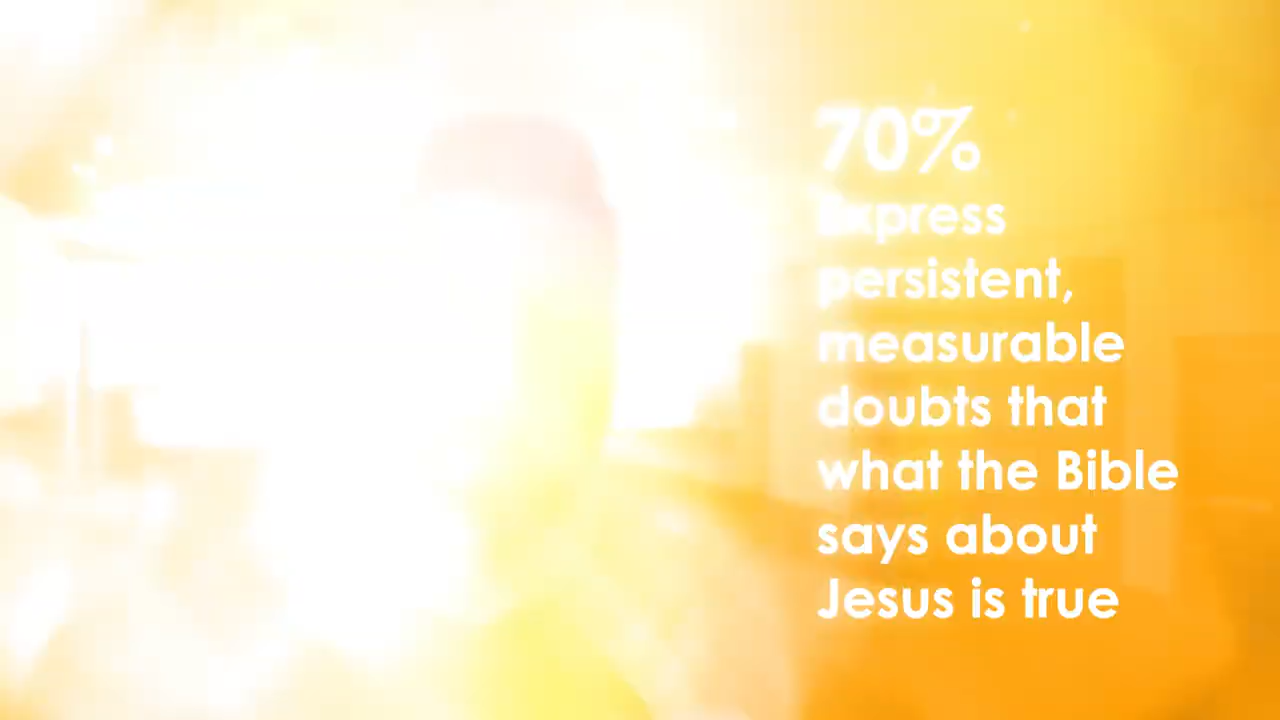 70%
Express
persistent,
measurable
doubts that
what the Bible
says about
Jesus is true